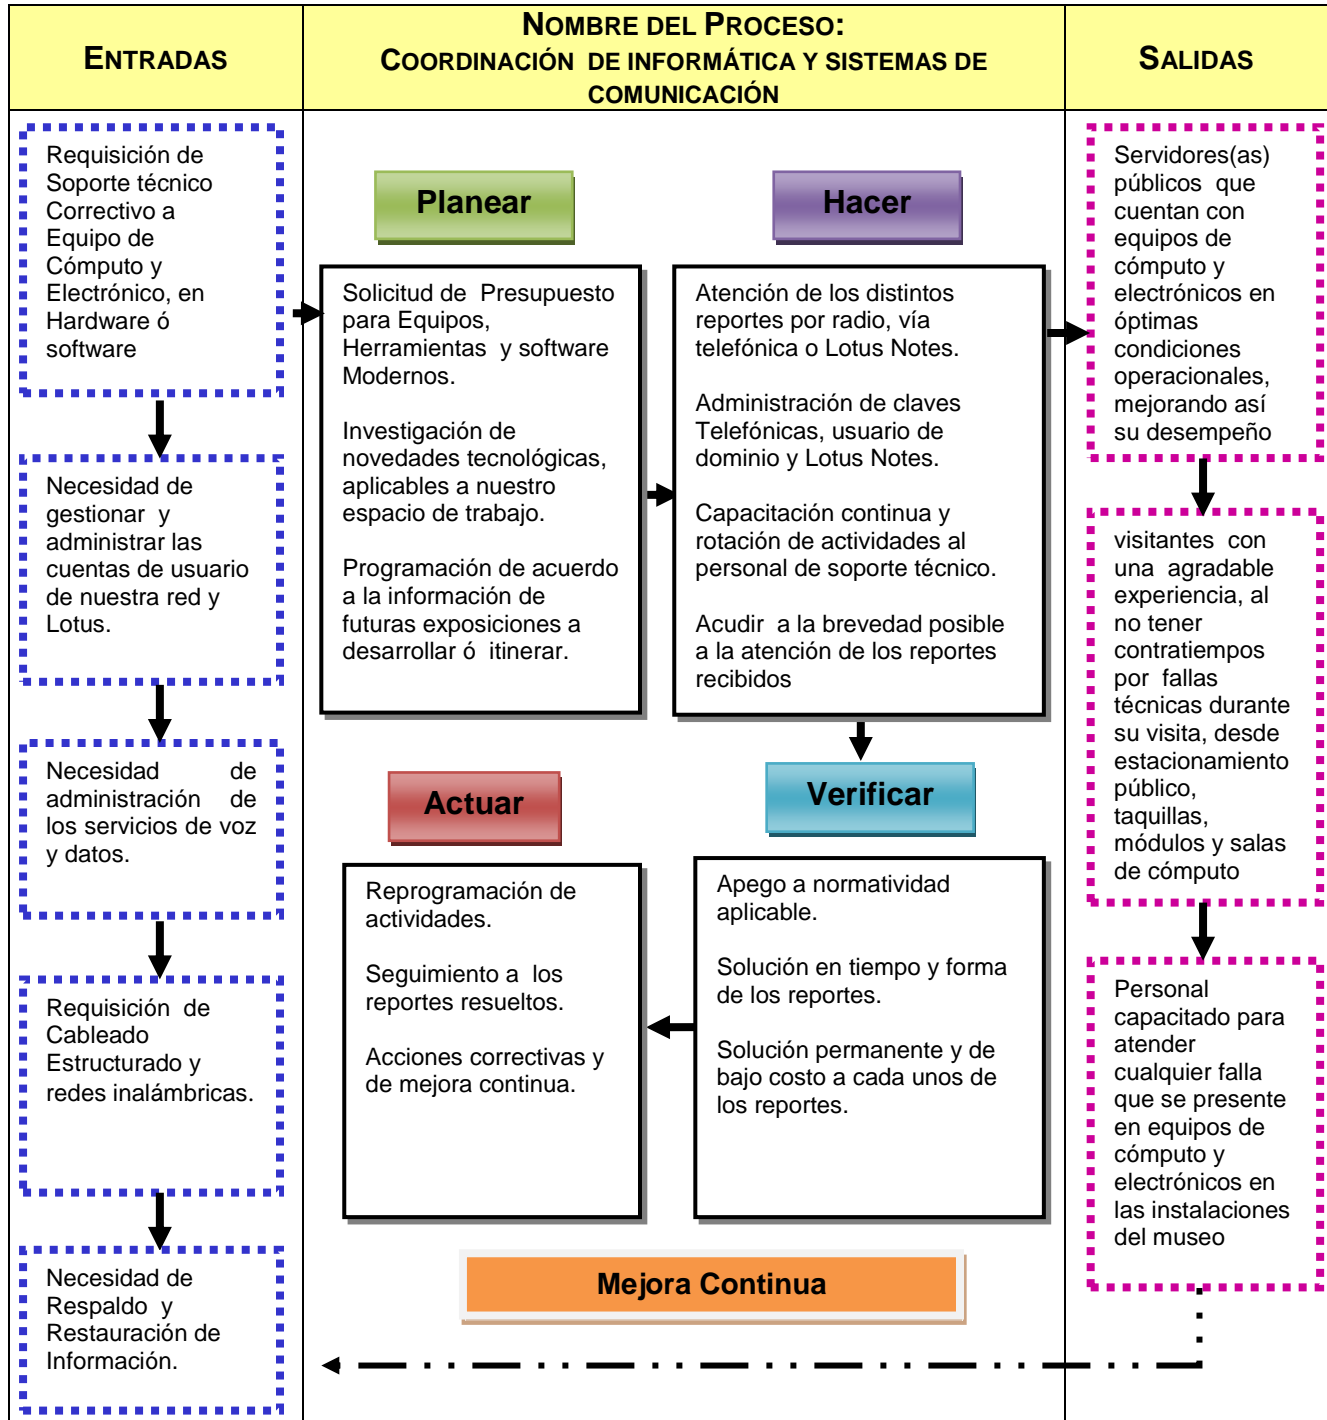 ENTRADAS
NOMBRE DEL PROCESO:
COORDINACIÓN DE INFORMÁTICA Y SISTEMAS DE
COMUNICACIÓN
SALIDAS
Requisición de
Soporte técnico
Correctivo a
Equipo de
Cómputo y
Electrónico, en
Hardware ó
software
Necesidad de
gestionar y
administrar las
cuentas de usuario
de nuestra red y
Lotus.
Necesidad de
administración de
los servicios de voz
y datos.
Requisición de
Cableado
Estructurado y
redes inalámbricas.
Necesidad de
Respaldo y
Restauración de
Información.
Planear
Solicitud de Presupuesto
para Equipos,
Herramientas y software
Modernos.
Investigación de
novedades tecnológicas,
aplicables a nuestro
espacio de trabajo.
Programación de acuerdo
a la información de
futuras exposiciones a
desarrollar ó itinerar.
Hacer
Atención de los distintos
reportes por radio, vía
telefónica o Lotus Notes.
Administración de claves
Telefónicas, usuario de
dominio y Lotus Notes.
Capacitación continua y
rotación de actividades al
personal de soporte técnico.
Acudir a la brevedad posible
a la atención de los reportes
recibidos
Actuar
Reprogramación de
actividades.
Seguimiento a los
reportes resueltos.
Acciones correctivas y
de mejora continua.
Verificar
Apego a normatividad
aplicable.
Solución en tiempo y forma
de los reportes.
Solución permanente y de
bajo costo a cada unos de
los reportes.
Mejora Continua
Servidores(as)
públicos que
cuentan con
equipos de
cómputo y
electrónicos en
óptimas
condiciones
operacionales,
mejorando así
su desempeño
visitantes con
una agradable
experiencia, al
no tener
contratiempos
por fallas
técnicas durante
su visita, desde
estacionamiento
público,
taquillas,
módulos y salas
de cómputo
Personal
capacitado para
atender
cualquier falla
que se presente
en equipos de
cómputo y
electrónicos en
las instalaciones
del museo